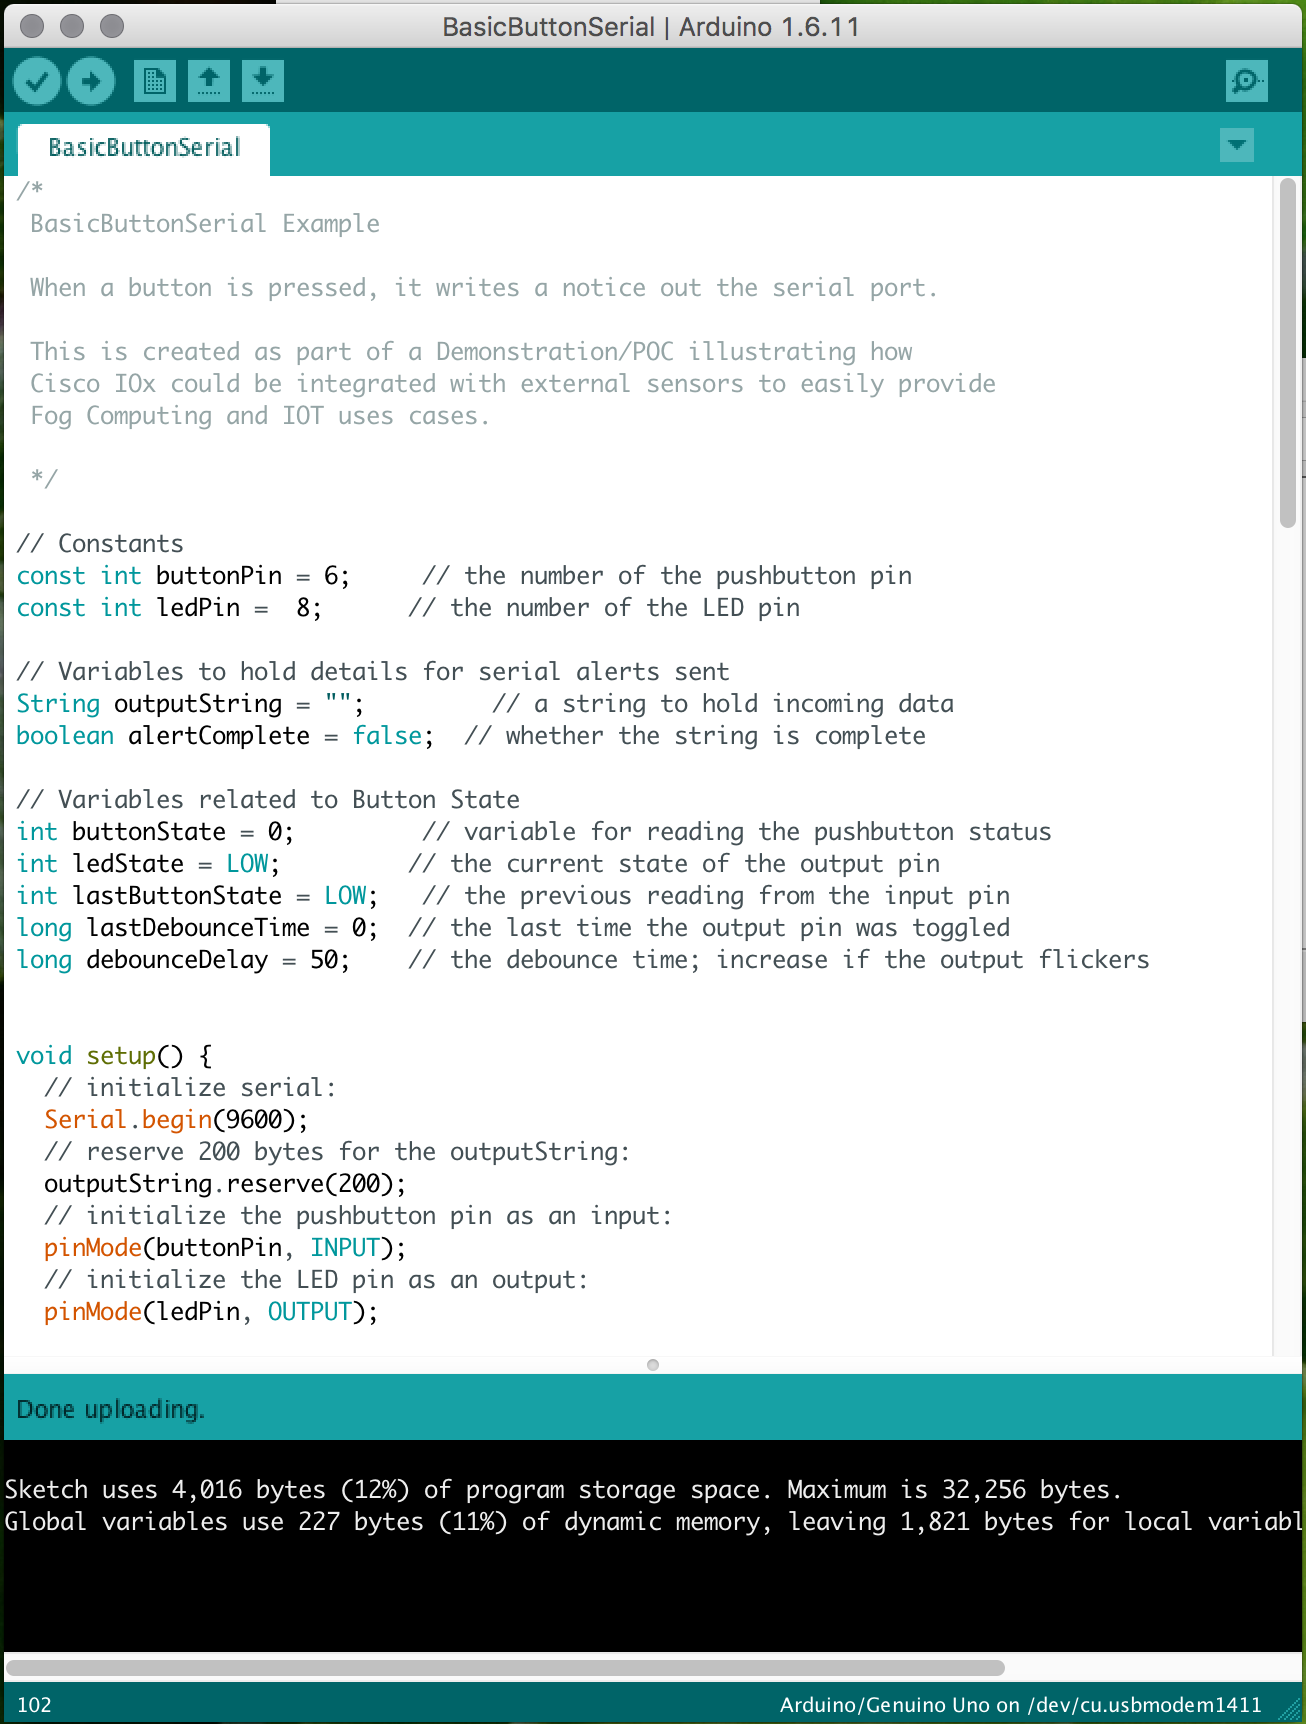 BasicButtonSerial | Arduino 1.6.11
BasicButtonSerial
/*
BasicButtonSerial Example
When a button is pressed, it writes a notice out the serial port.
This is created as part of a Demonstration/POC illustrating how
Cisco IOx could be integrated with external sensors to easily provide
Fog Computing and IOT uses cases.
*/
// Constants
const int buttonPin = 6;     // the number of the pushbutton pin
const int ledPin =  8;      // the number of the LED pin
// Variables to hold details for serial alerts sent
String outputString = "";         // a string to hold incoming data
boolean alertComplete = false;  // whether the string is complete
// Variables related to Button State
int buttonState = 0;         // variable for reading the pushbutton status
int ledState = LOW;         // the current state of the output pin
int lastButtonState = LOW;   // the previous reading from the input pin
long lastDebounceTime = 0;  // the last time the output pin was toggled
long debounceDelay = 50;    // the debounce time; increase if the output flickers
void setup() {
  // initialize serial:
  Serial.begin(9600);
  // reserve 200 bytes for the outputString:
  outputString.reserve(200);
  // initialize the pushbutton pin as an input:
  pinMode(buttonPin, INPUT);
  // initialize the LED pin as an output:
  pinMode(ledPin, OUTPUT);
Done uploading.
Sketch uses 4,016 bytes (12%) of program storage space. Maximum is 32,256 bytes.
Global variables use 227 bytes (11%) of dynamic memory, leaving 1,821 bytes for local variabl
102
Arduino/Genuino Uno on /dev/cu.usbmodem1411